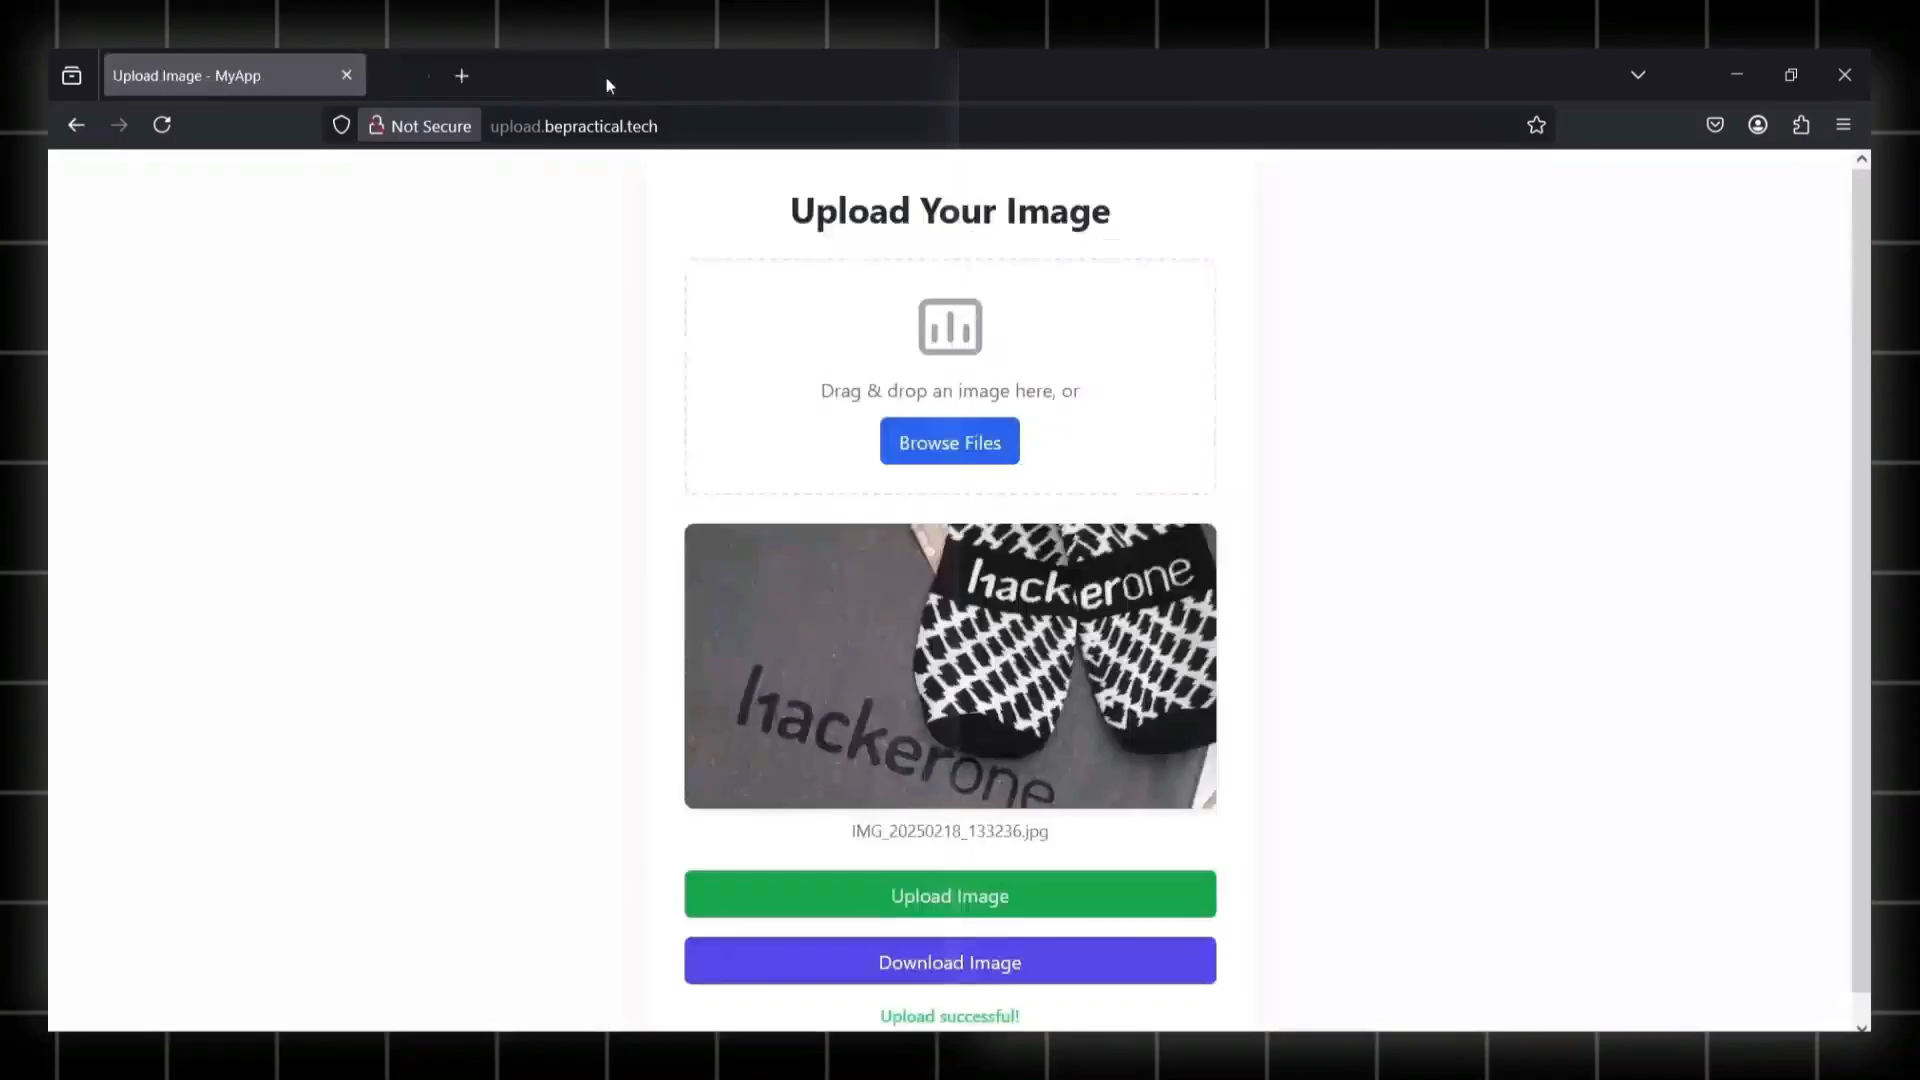 Upload Image - MyApp
Not Secure
upload.bepractical.tech
Upload Your Image
Drag & drop an image here, or
Browse Files
hackerone
hackerone
IMG_20250218_133236.jpg
Upload Image
Download Image
Upload successful!